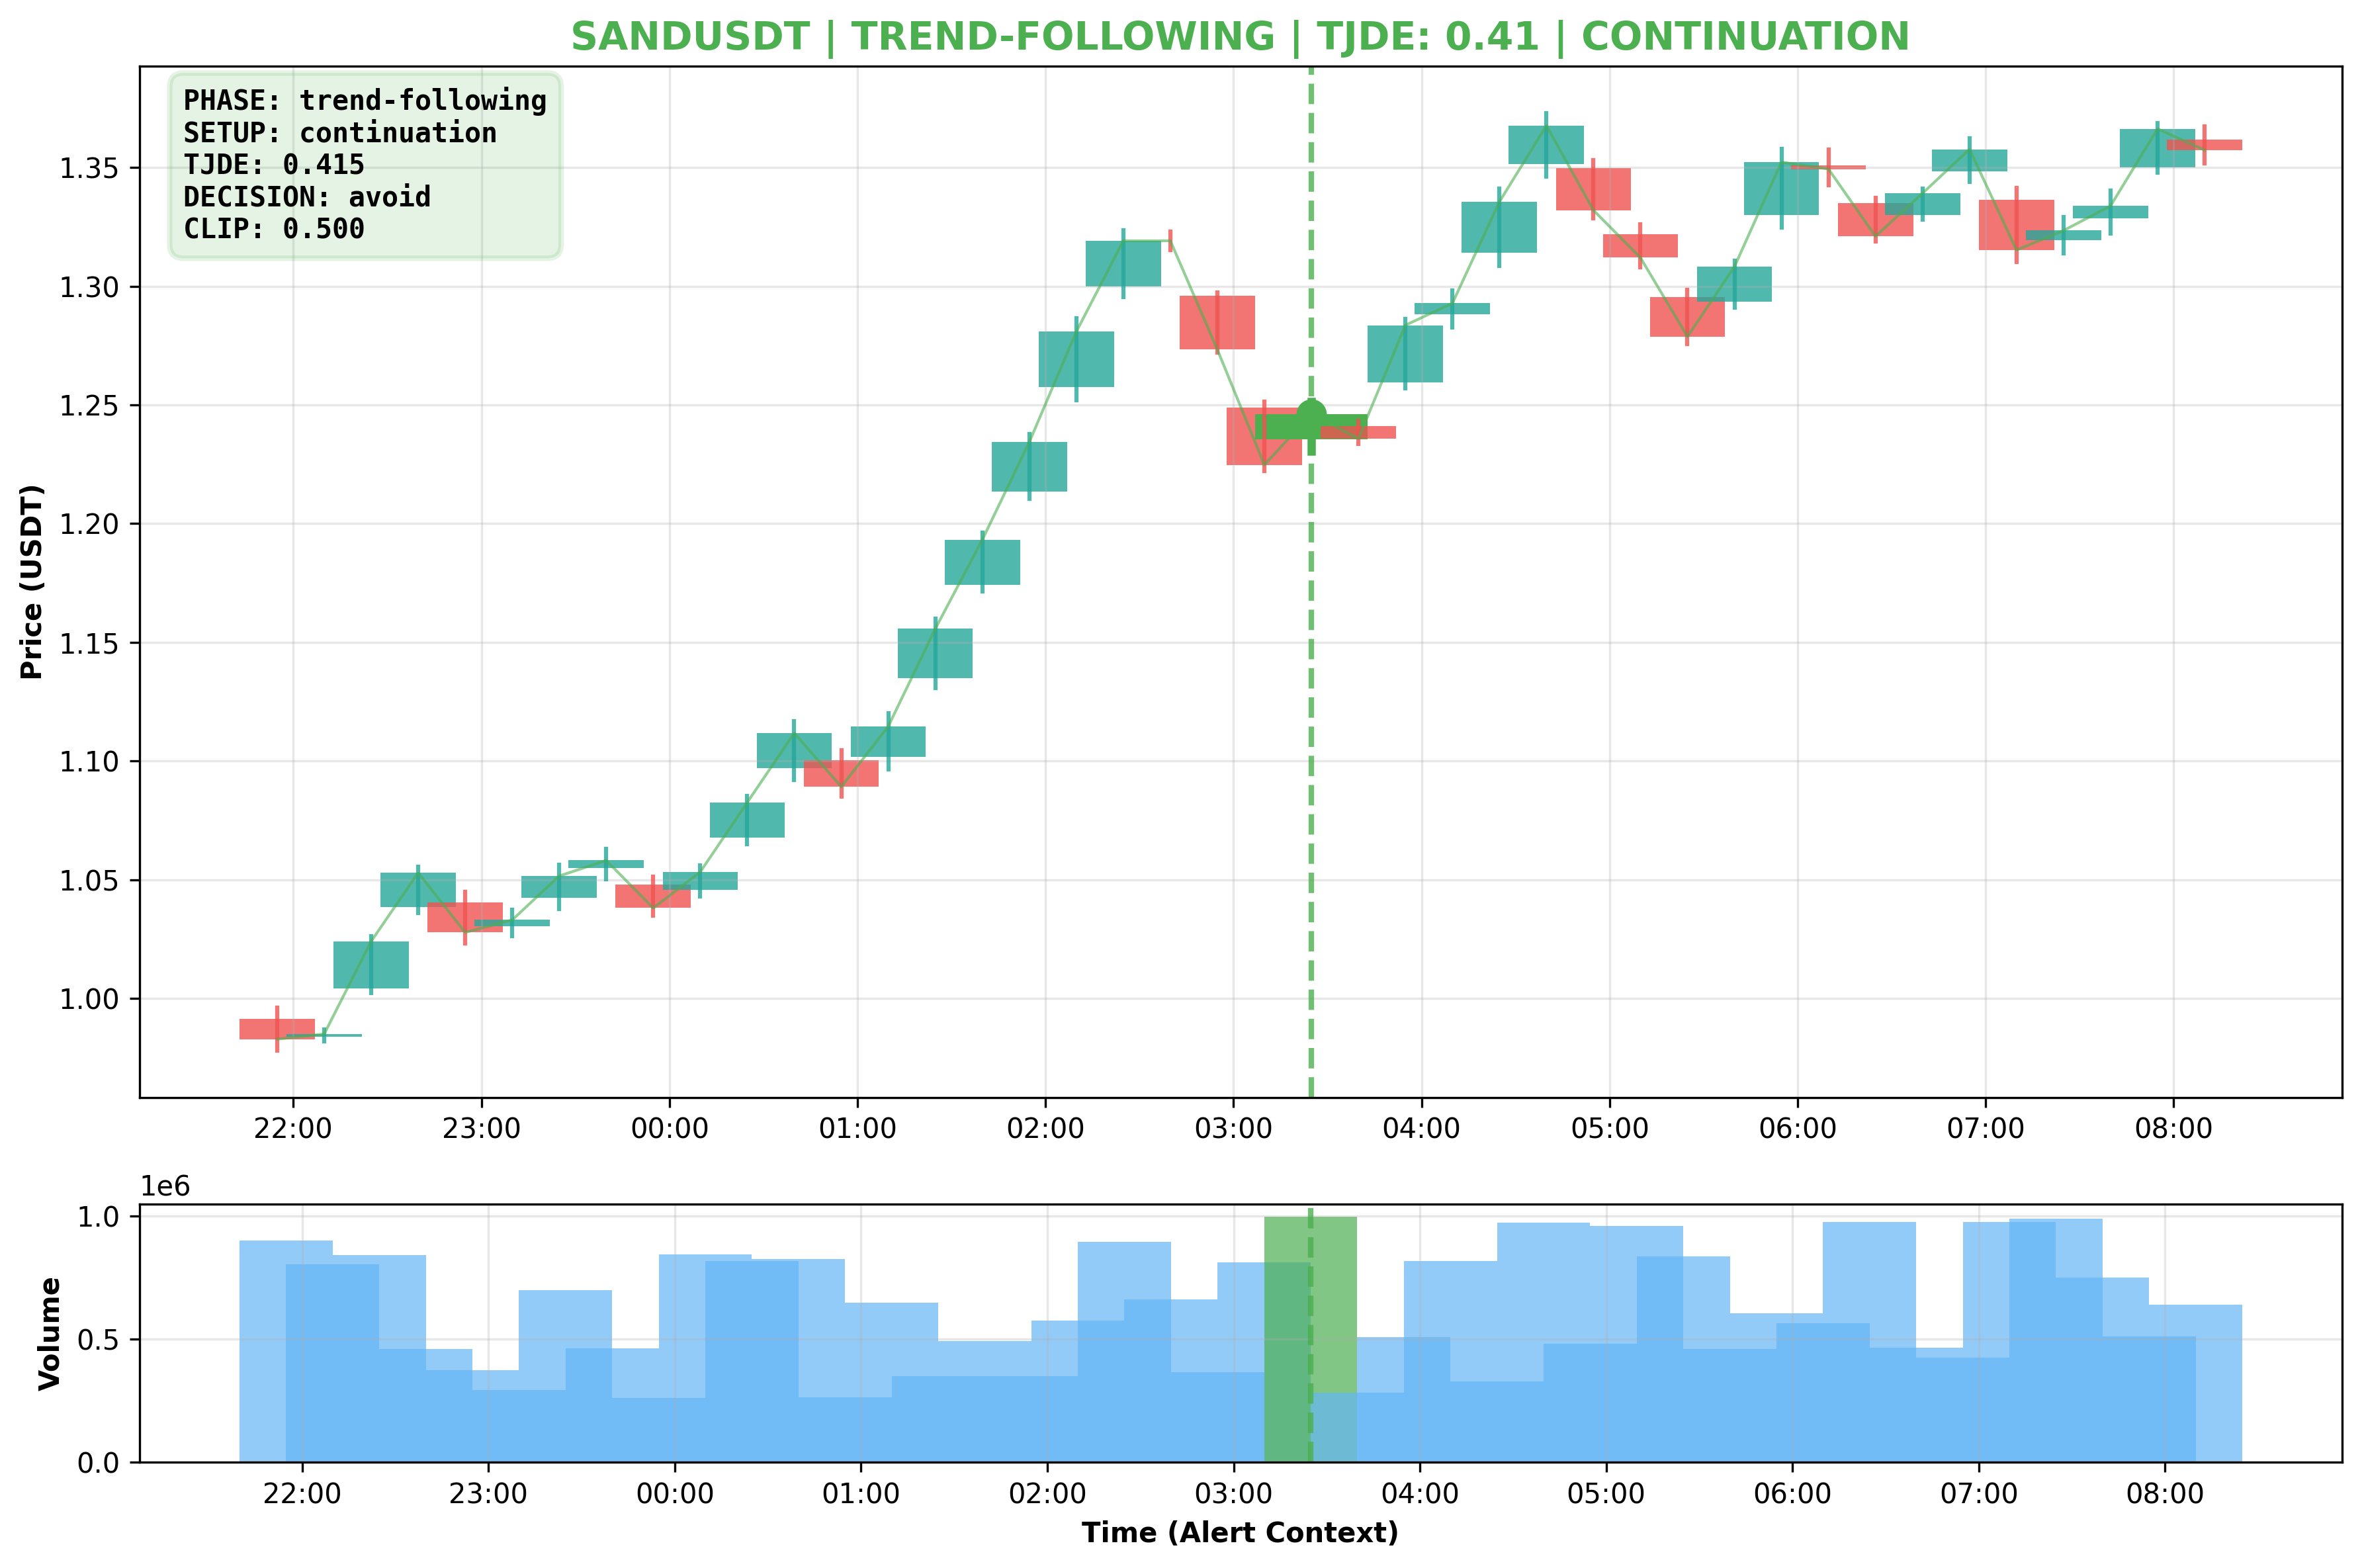 SANDUSDT | TREND-FOLLOWING | TJDE: 0.41 | CONTINUATION
PHASE: trend-following
SETUP: continuation
TJDE: 0.415
DECISION: avoid
CLIP: 0.500
Price (USDT)
1.35
1.30
1.25
1.20
1.15
1.10
1.05
1.00
22:00 23:00 00:00 01:00 02:00 03:00 04:00 05:00 06:00 07:00 08:00
1e6
Volume
1.0
0.5
0.0
22:00 23:00 00:00 01:00 02:00 03:00 04:00 05:00 06:00 07:00 08:00
Time (Alert Context)